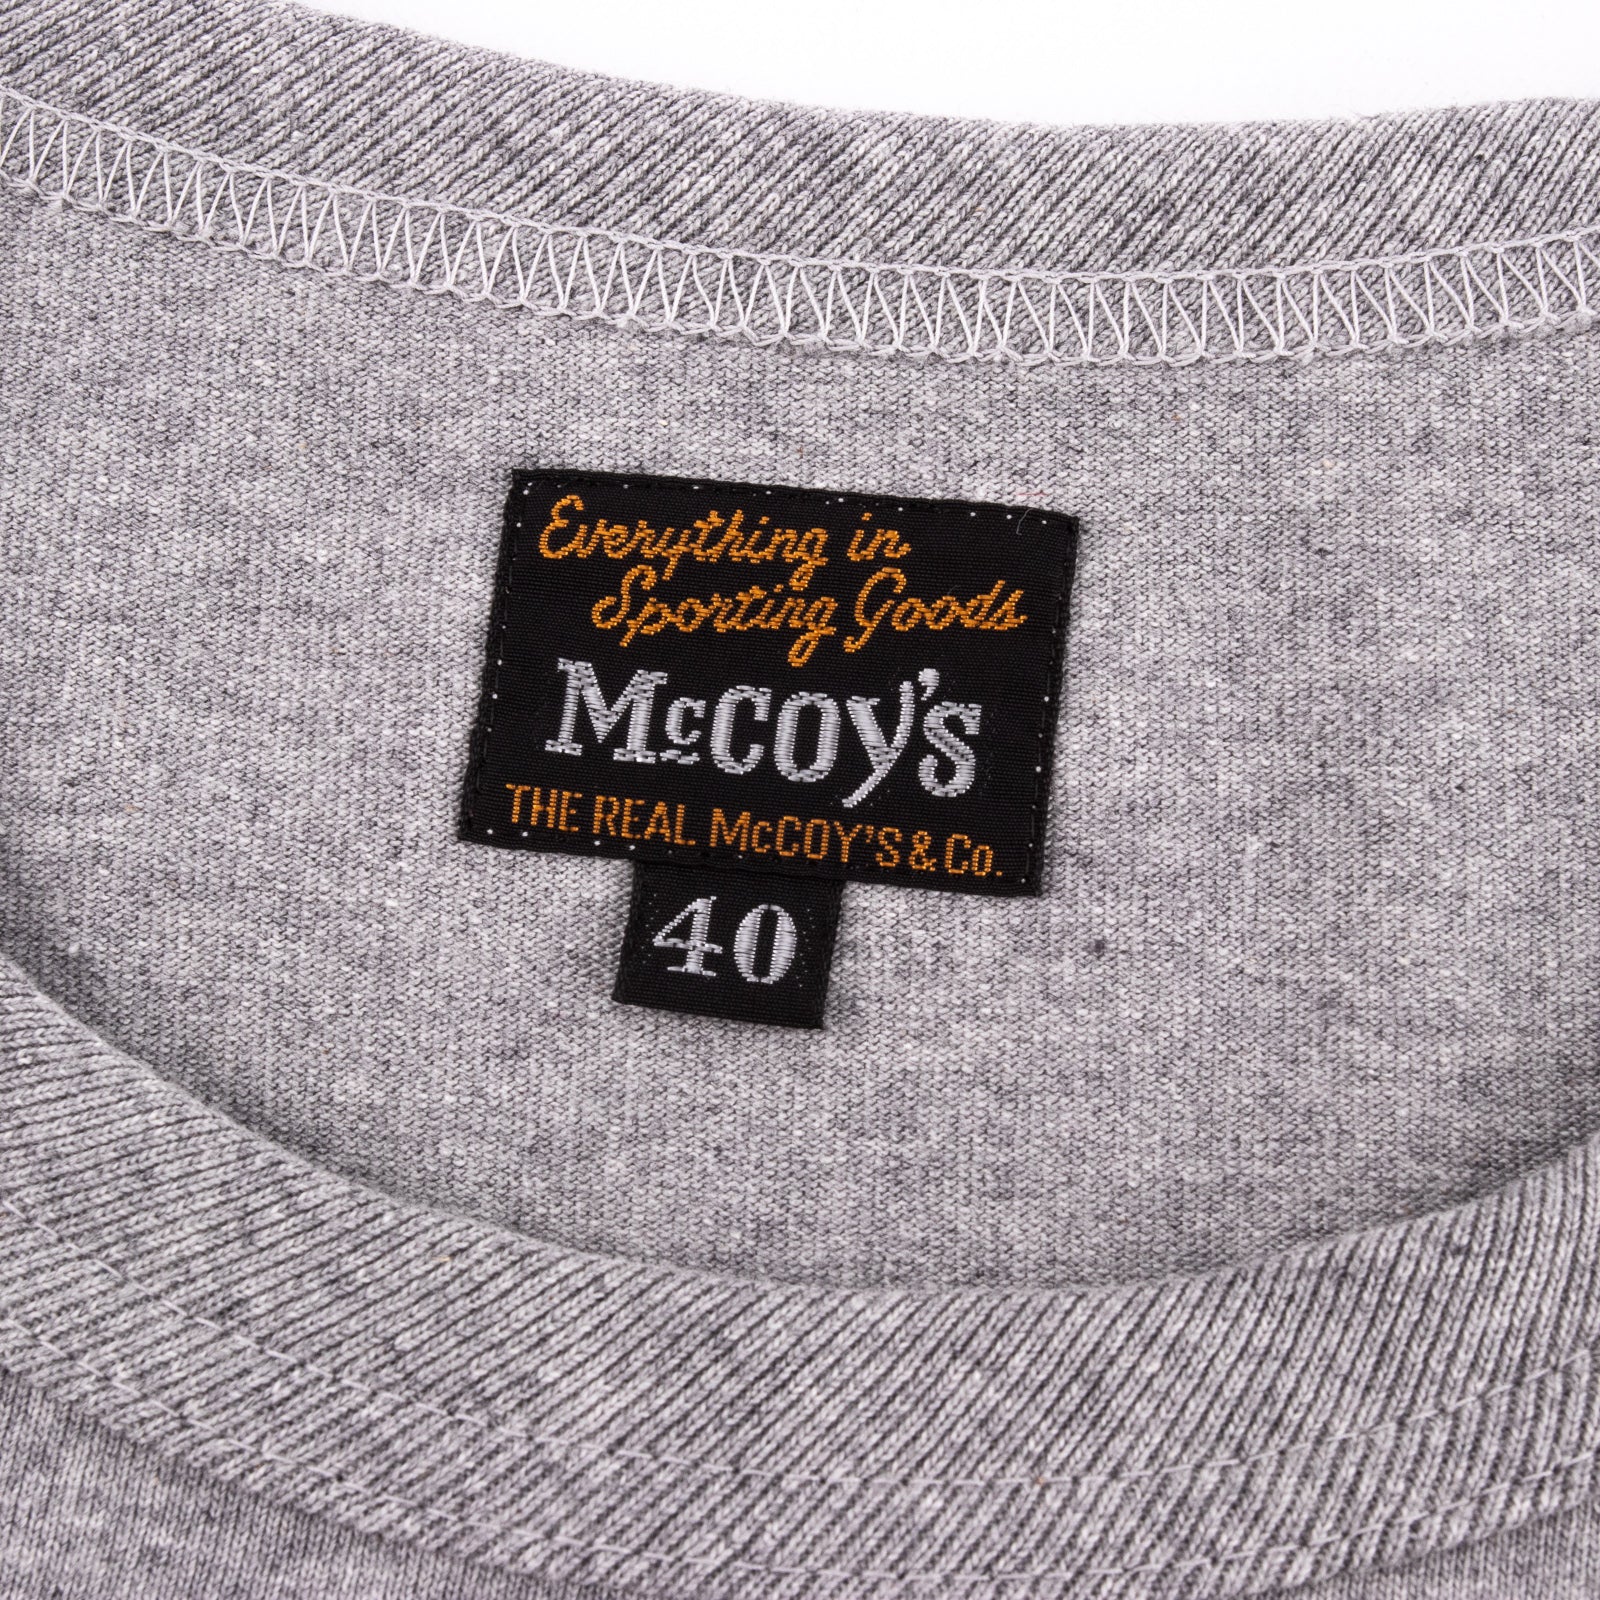 Everything in
Sporting Goods
McCoy's
THE REAL McCOY'S & Co.
40